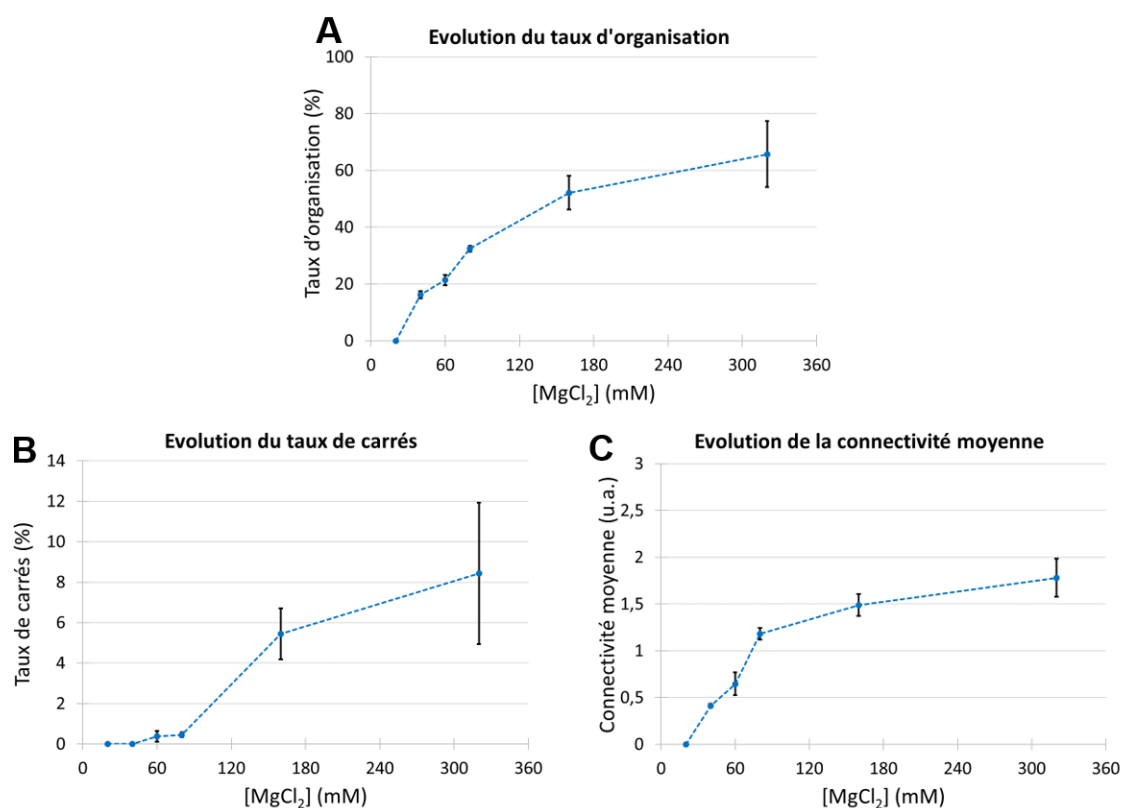 A
Evolution du taux d'organisation
Taux d’organisation (%)
100
80
60
40
20
0
0 60 120 180 240 300 360
[MgCl₂] (mM)
B
Evolution du taux de carrés
Taux de carrés (%)
14
12
10
8
6
4
2
0
0 60 120 180 240 300 360
[MgCl₂] (mM)
C
Evolution de la connectivité moyenne
Connectivité moyenne (u.a.)
3
2,5
2
1,5
1
0,5
0
0 60 120 180 240 300 360
[MgCl₂] (mM)